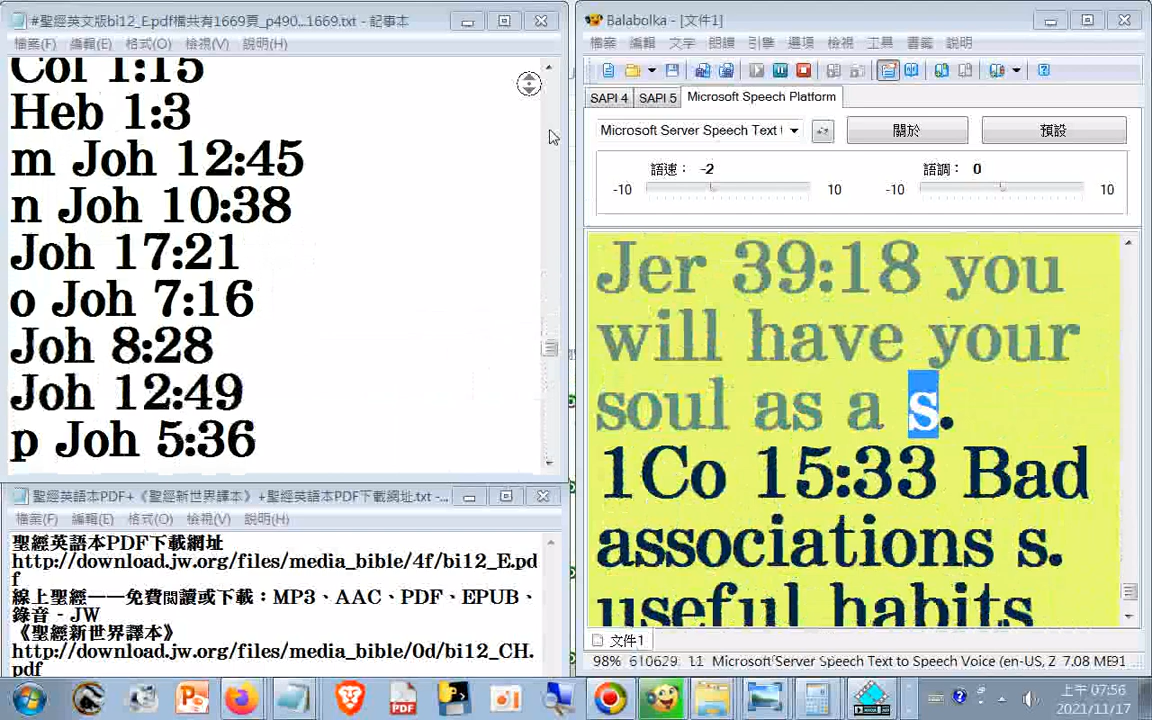 #聖經英文版bi12_E.pdf檔共有1669頁_p490...1669.txt - 記事本
檔案(F) 編輯(E) 格式(O) 檢視(V) 說明(H)
Col 1:15
Heb 1:3
m Joh 12:45
n Joh 10:38
Joh 17:21
o Joh 7:16
Joh 8:28
Joh 12:49
p Joh 5:36
聖經英語本PDF+《聖經新世界譯本》+聖經英語本PDF下載網址.txt - ...
檔案(F) 編輯(E) 格式(O) 檢視(V) 說明(H)
聖經英語本PDF下載網址
http://download.jw.org/files/media_bible/4f/bi12_E.pd
f
線上聖經——免費閱讀或下載：MP3、AAC、PDF、EPUB、
錄音 - JW
《聖經新世界譯本》
http://download.jw.org/files/media_bible/0d/bi12_CH.
pdf
Balabolka - [文件1]
檔案 編輯 文字 朗讀 引擎 選項 檢視 工具 書籤 說明
SAPI 4 SAPI 5 Microsoft Speech Platform
Microsoft Server Speech Text 關於 預設
語速： -2 語調： 0
-10 10 -10 10
Jer 39:18 you
will have your
soul as a s.
1Co 15:33 Bad
associations s.
useful habits
文件1
98% 610629: 1:1 Microsoft Server Speech Text to Speech Voice (en-US, Z 7.08 ME91
上午 07:56
2021/11/17